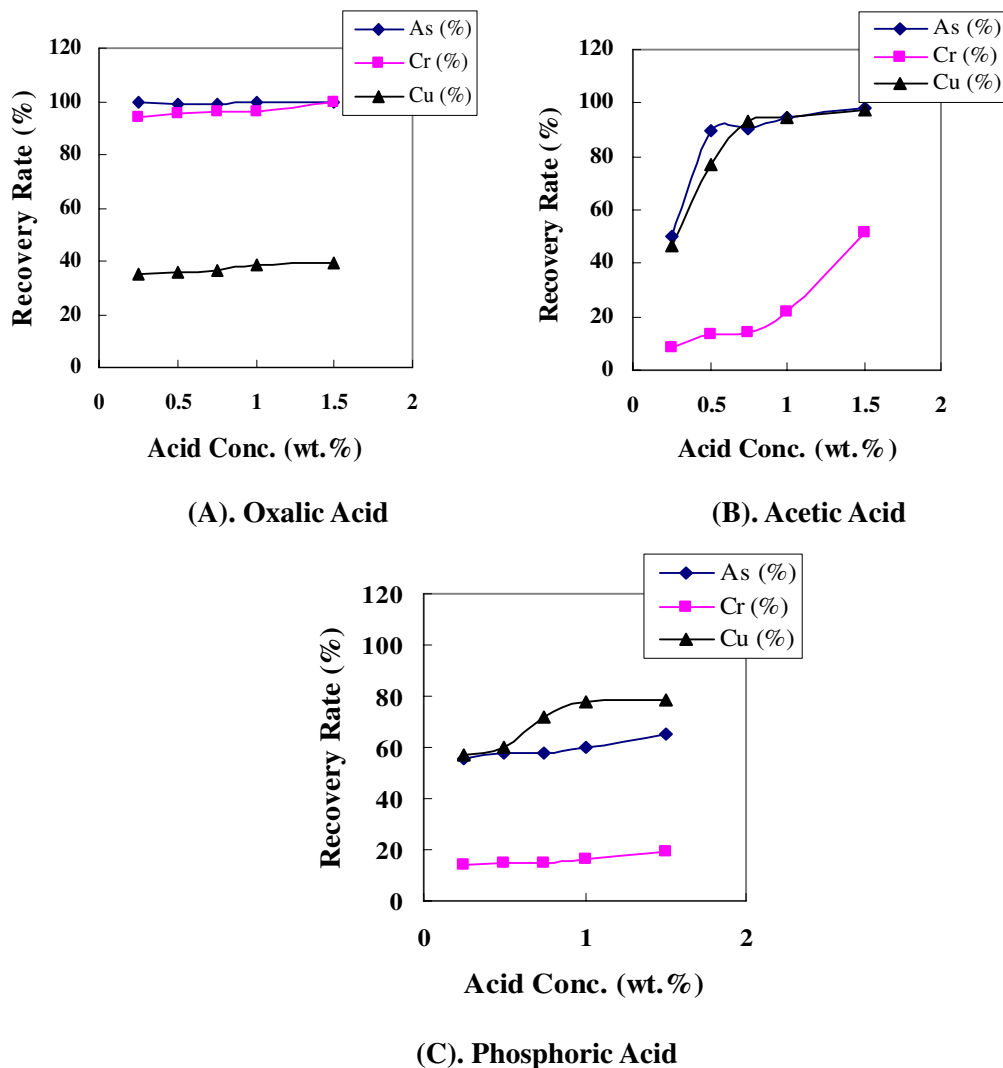 As (%)
Cr (%)
Cu (%)
120
100
80
60
40
20
0
Recovery Rate (%)
0
0.5
1
1.5
2
Acid Conc. (wt.%)
(A). Oxalic Acid
As (%)
Cr (%)
Cu (%)
120
100
80
60
40
20
0
Recovery Rate (%)
0
0.5
1
1.5
2
Acid Conc. (wt.%)
(B). Acetic Acid
As (%)
Cr (%)
Cu (%)
120
100
80
60
40
20
0
Recovery Rate (%)
0
1
2
Acid Conc. (wt.%)
(C). Phosphoric Acid